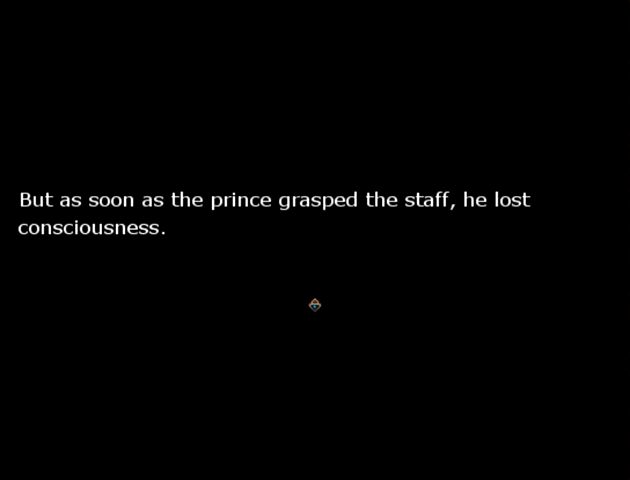 But as soon as the prince grasped the staff, he lost
consciousness.